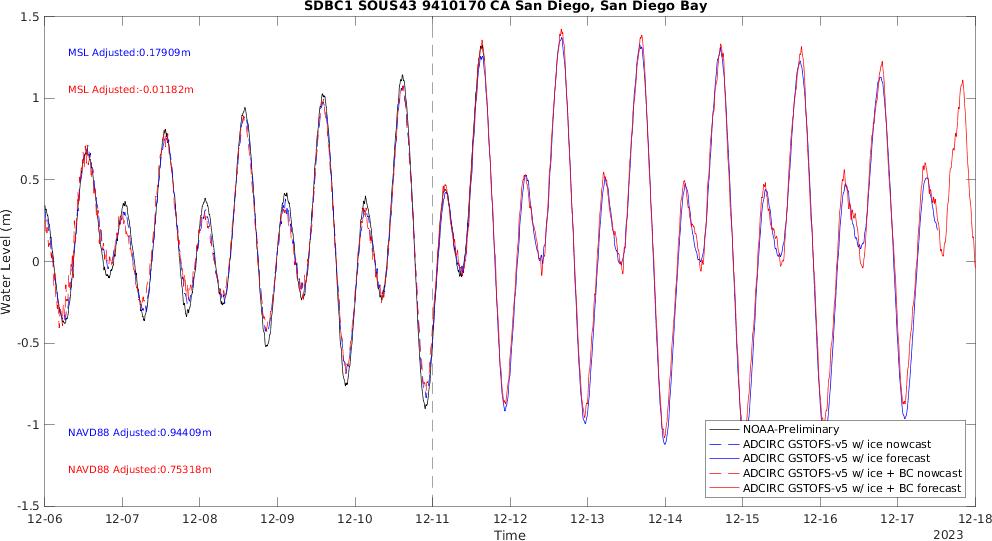 SDBC1 SOUS43 9410170 CA San Diego, San Diego Bay
1.5
MSL Adjusted:0.17909m
MSL Adjusted:-0.01182m
1
0.5
Water Level (m)
0
-0.5
-1
NAVD88 Adjusted:0.94409m
NAVD88 Adjusted:0.75318m
NOAA-Preliminary
ADCIRC GSTOFS-v5 w/ ice nowcast
ADCIRC GSTOFS-v5 w/ ice forecast
ADCIRC GSTOFS-v5 w/ ice + BC nowcast
ADCIRC GSTOFS-v5 w/ ice + BC forecast
-1.5
12-06 12-07 12-08 12-09 12-10 12-11 12-12 12-13 12-14 12-15 12-16 12-17 12-18
Time
2023